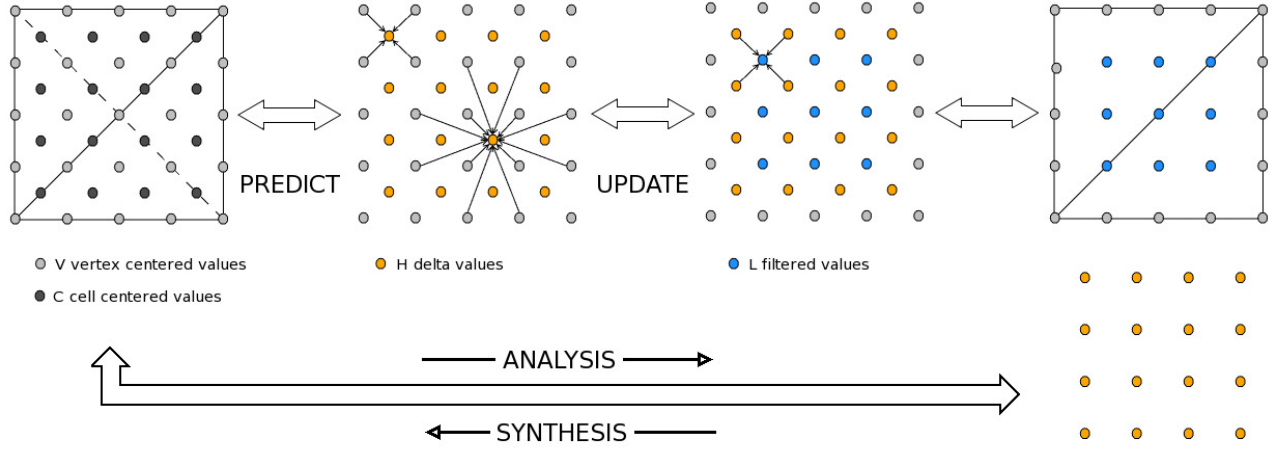 PREDICT
UPDATE
V vertex centered values
H delta values
L filtered values
C cell centered values
ANALYSIS
SYNTHESIS